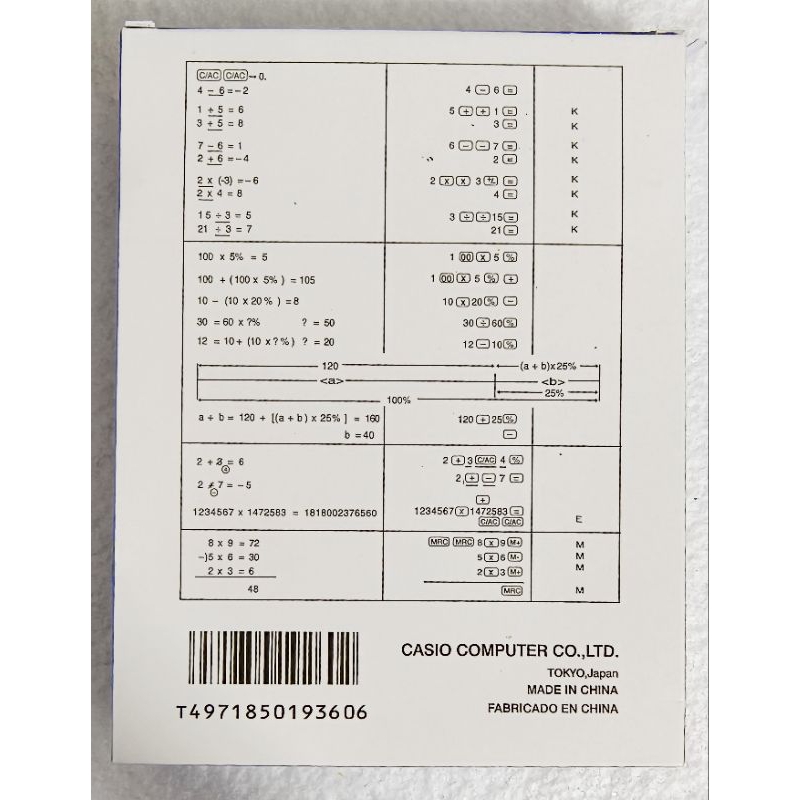 C/AC C/AC → 0.
4 − 6 = −2 4 − 6 =
1 + 5 = 6 5 + + 1 = K
3 + 5 = 8 3 = K
7 − 6 = 1 6 − − 7 = K
2 + 6 = −4 2 = K
2 x (-3) = −6 2 x x 3 +/- = K
2 x 4 = 8 4 = K
15 ÷ 3 = 5 3 ÷ ÷ 15 = K
21 ÷ 3 = 7 21 = K
100 x 5% = 5 1 00 x 5 %
100 + (100 x 5% ) = 105 1 00 x 5 % +
10 − (10 x 20% ) = 8 10 x 20 % −
30 = 60 x ?% ? = 50 30 ÷ 60 %
12 = 10 + (10 x ?%) ? = 20 12 − 10 %
120 (a + b)x25%
<a> <b>
25%
100%
a + b = 120 + [(a + b) x 25% ] = 160 120 + 25 %
b = 40 −
2 + 3 = 6 2 + 3 C/AC 4 %
4
2 + 7 = −5 2 + − 7 =
−
+
1234567 x 1472583 = 1818002376560 1234567 x 1472583 =
C/AC C/AC E
8 x 9 = 72 MRC MRC 8 x 9 M+ M
−)5 x 6 = 30 5 x 6 M- M
2 x 3 = 6 2 x 3 M+ M
48 MRC M
CASIO COMPUTER CO.,LTD.
TOKYO,Japan
MADE IN CHINA
FABRICADO EN CHINA
T4971850193606